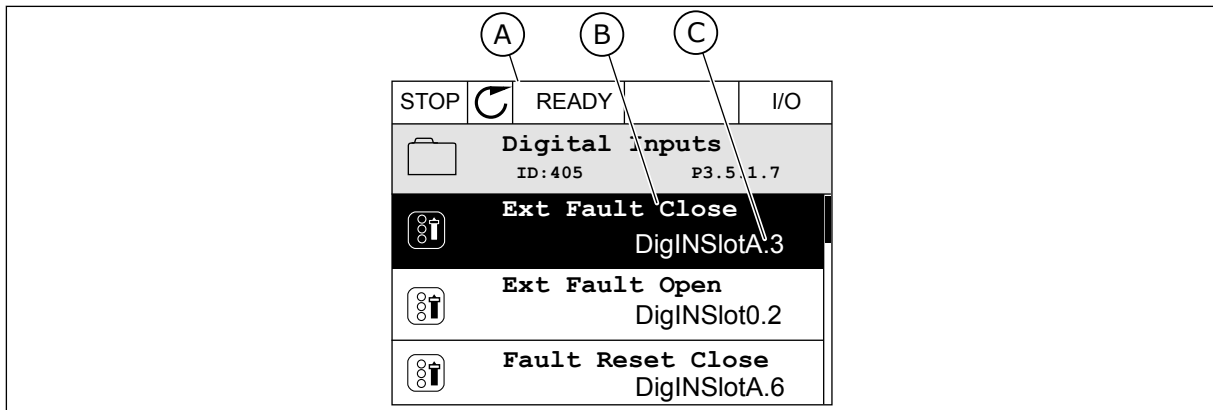 A B C
STOP READY I/O
Digital Inputs
ID:405 P3.5.1.7
Ext Fault Close
DigINSlotA.3
Ext Fault Open
DigINSlot0.2
Fault Reset Close
DigINSlotA.6